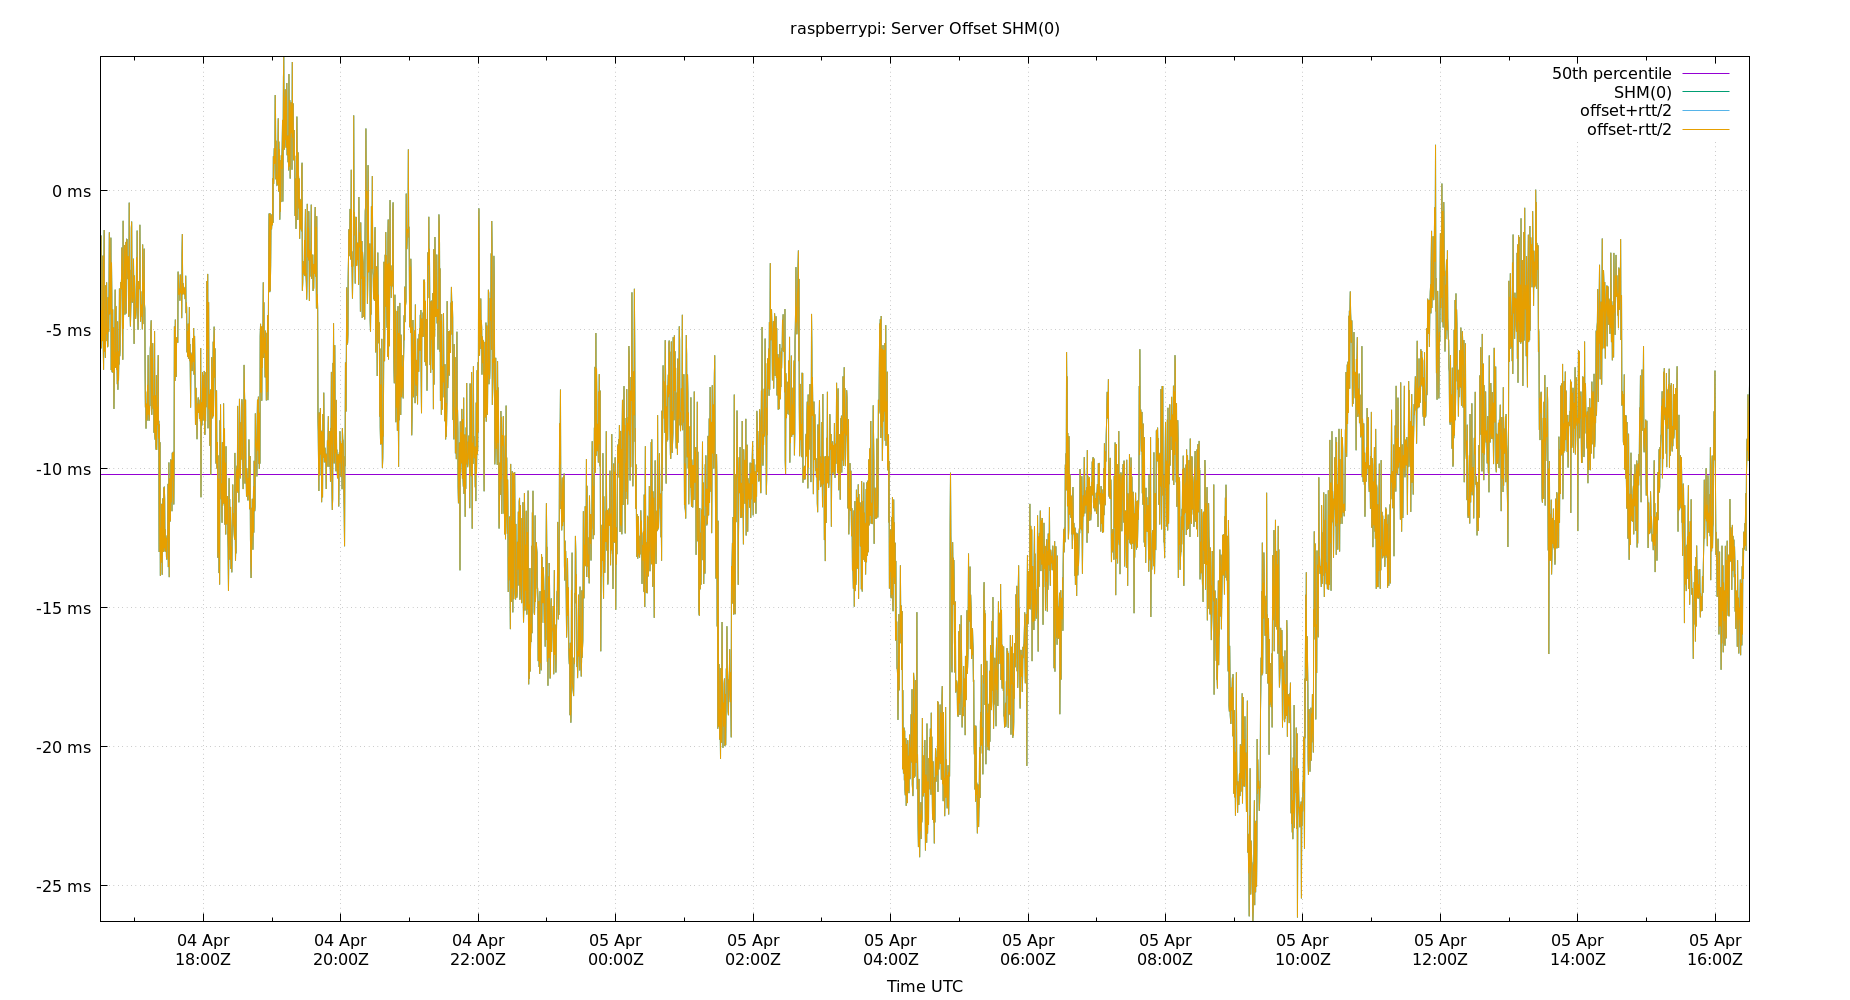 raspberrypi: Server Offset SHM(0)
50th percentile
SHM(0)
offset+rtt/2
offset-rtt/2
0 ms
-5 ms
-10 ms
-15 ms
-20 ms
-25 ms
04 Apr 04 Apr 04 Apr 05 Apr 05 Apr 05 Apr 05 Apr 05 Apr 05 Apr 05 Apr 05 Apr 05 Apr
18:00Z 20:00Z 22:00Z 00:00Z 02:00Z 04:00Z 06:00Z 08:00Z 10:00Z 12:00Z 14:00Z 16:00Z
Time UTC